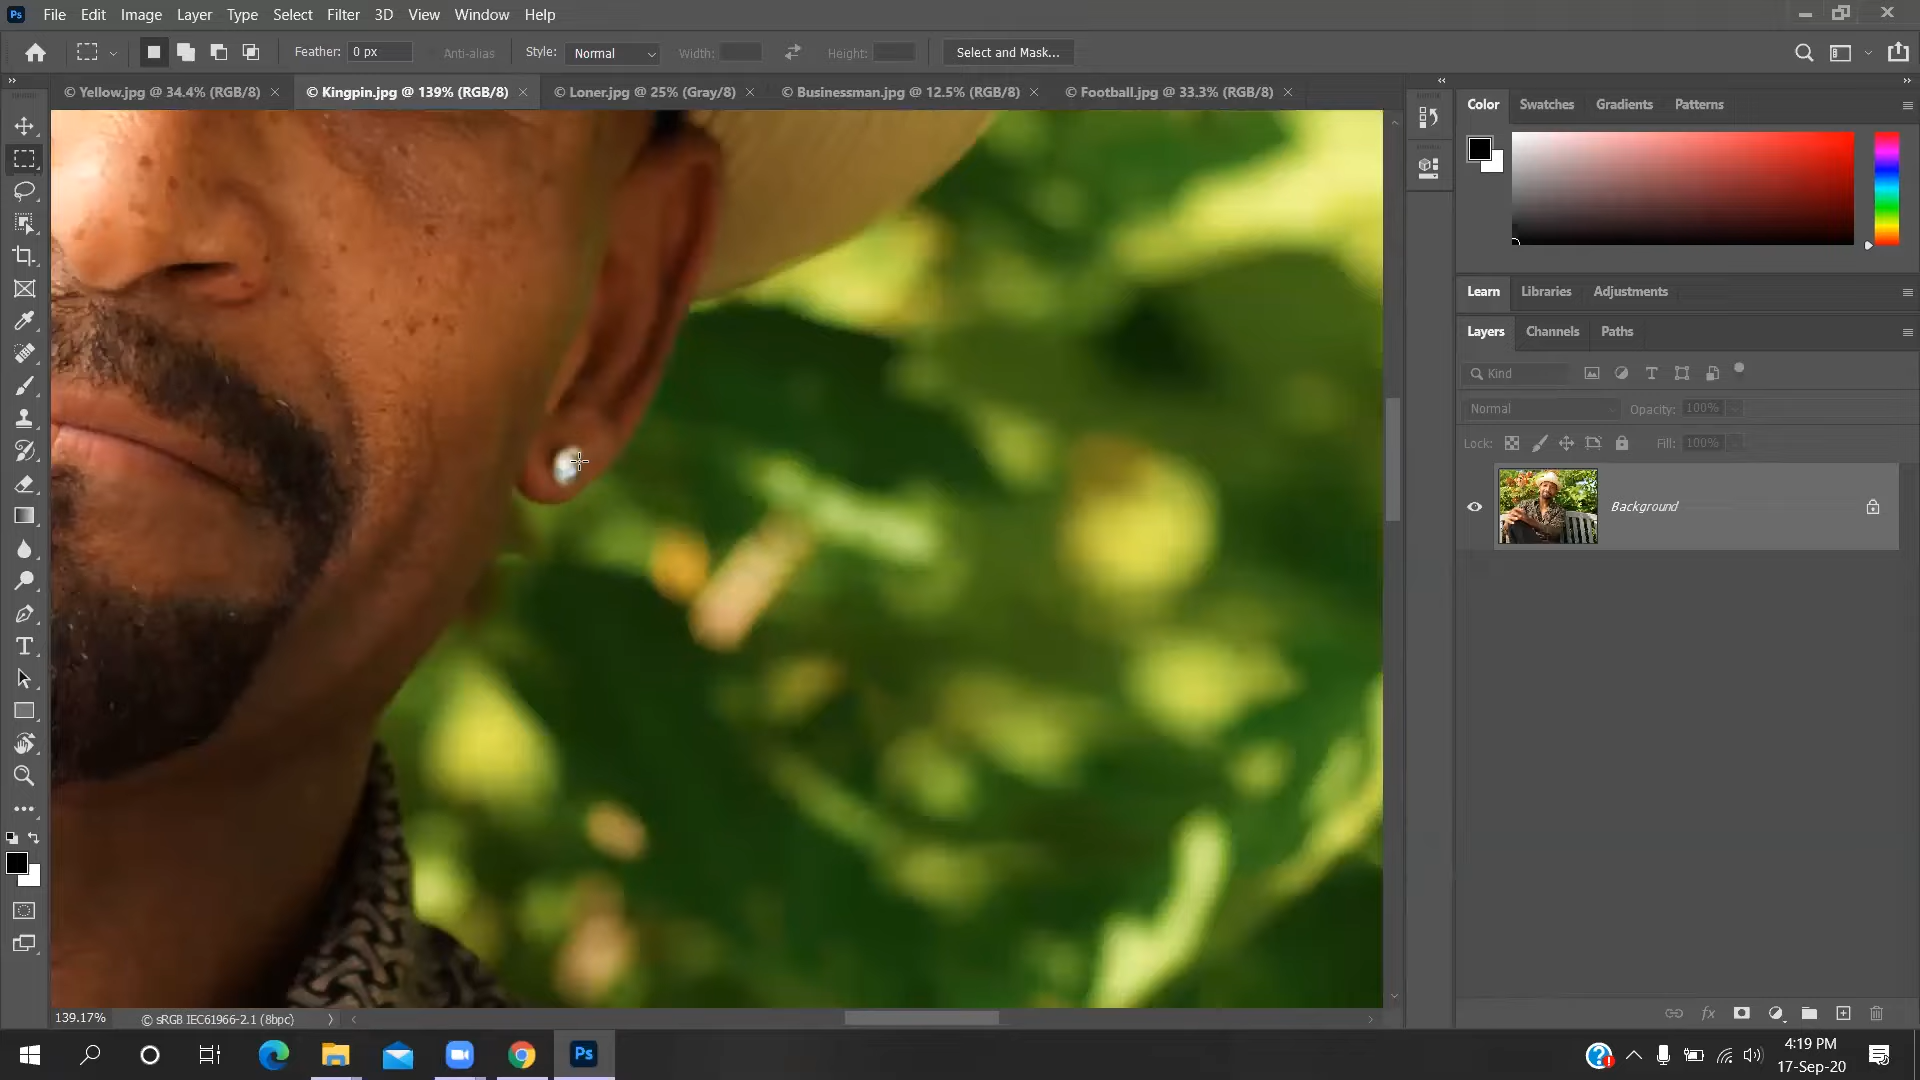 Ps File Edit Image Layer Type Select Filter 3D View Window Help
Feather: 0 px Anti-alias Style: Normal Width: Height: Select and Mask...
© Yellow.jpg @ 34.4% (RGB/8) © Kingpin.jpg @ 139% (RGB/8) © Loner.jpg @ 25% (Gray/8) © Businessman.jpg @ 12.5% (RGB/8) © Football.jpg @ 33.3% (RGB/8)
Color Swatches Gradients Patterns
Learn Libraries Adjustments
Layers Channels Paths
Kind
Normal Opacity: 100%
Lock: Fill: 100%
Background
139.17% © sRGB IEC61966-2.1 (8bpc)
Ps
4:19 PM
17-Sep-20